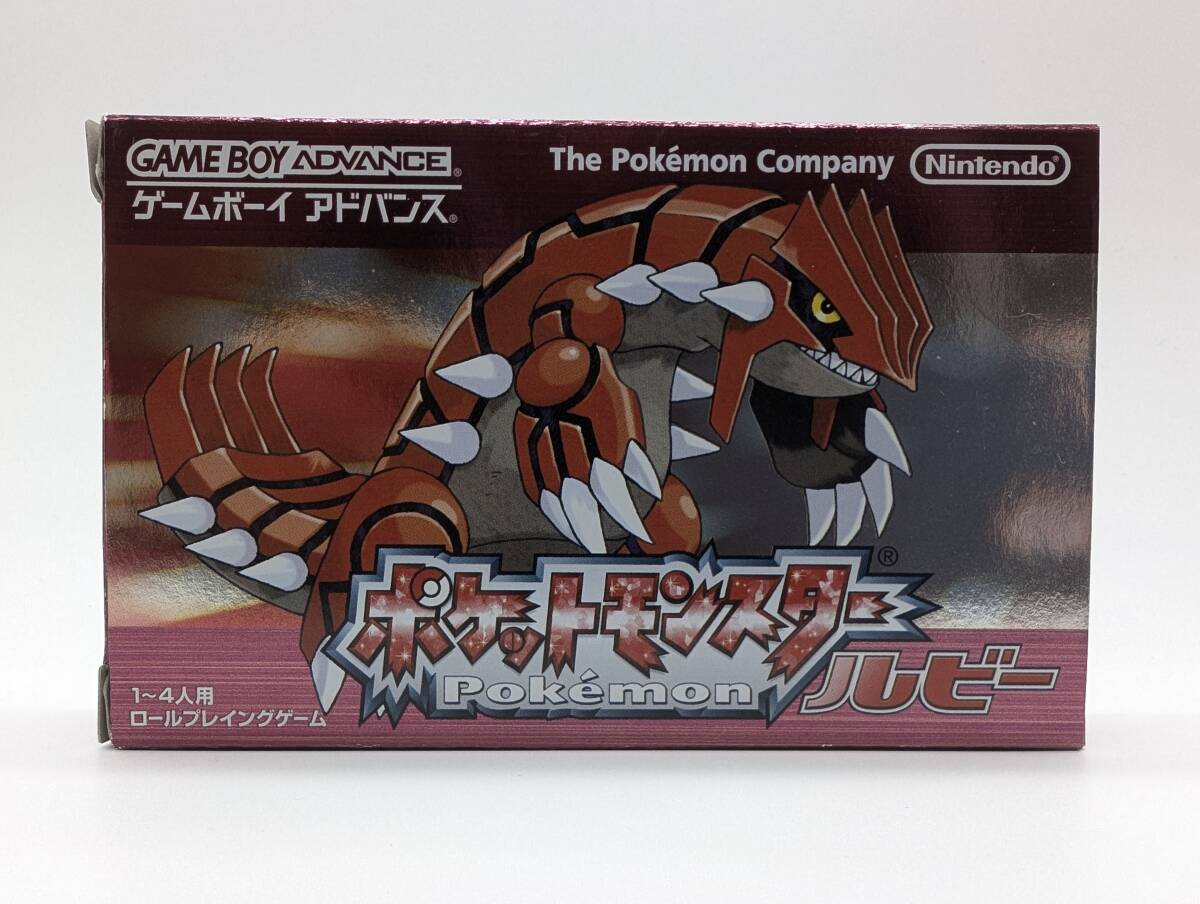 GAME BOY ADVANCE®
ゲームボーイ アドバンス®
The Pokémon Company
Nintendo®
ポケットモンスター®
Pokémon
ルビー
1~4人用
ロールプレイングゲーム